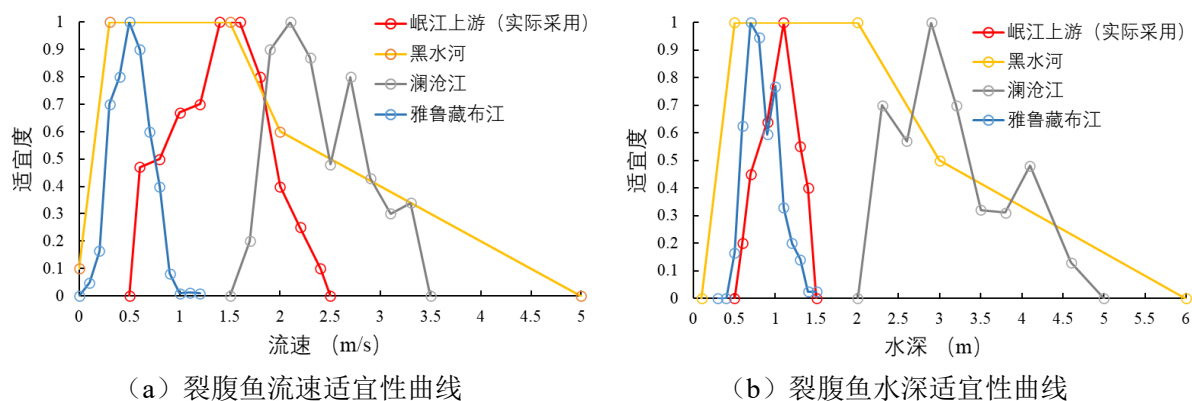 1
0.9
0.8
0.7
0.6
0.5
0.4
0.3
0.2
0.1
0
适宜度
0 0.5 1 1.5 2 2.5 3 3.5 4 4.5 5
流速 （m/s）
岷江上游（实际采用）
黑水河
澜沧江
雅鲁藏布江
（a）裂腹鱼流速适宜性曲线
1
0.9
0.8
0.7
0.6
0.5
0.4
0.3
0.2
0.1
0
适宜度
0 0.5 1 1.5 2 2.5 3 3.5 4 4.5 5 5.5 6
水深 （m）
岷江上游（实际采用）
黑水河
澜沧江
雅鲁藏布江
（b）裂腹鱼水深适宜性曲线